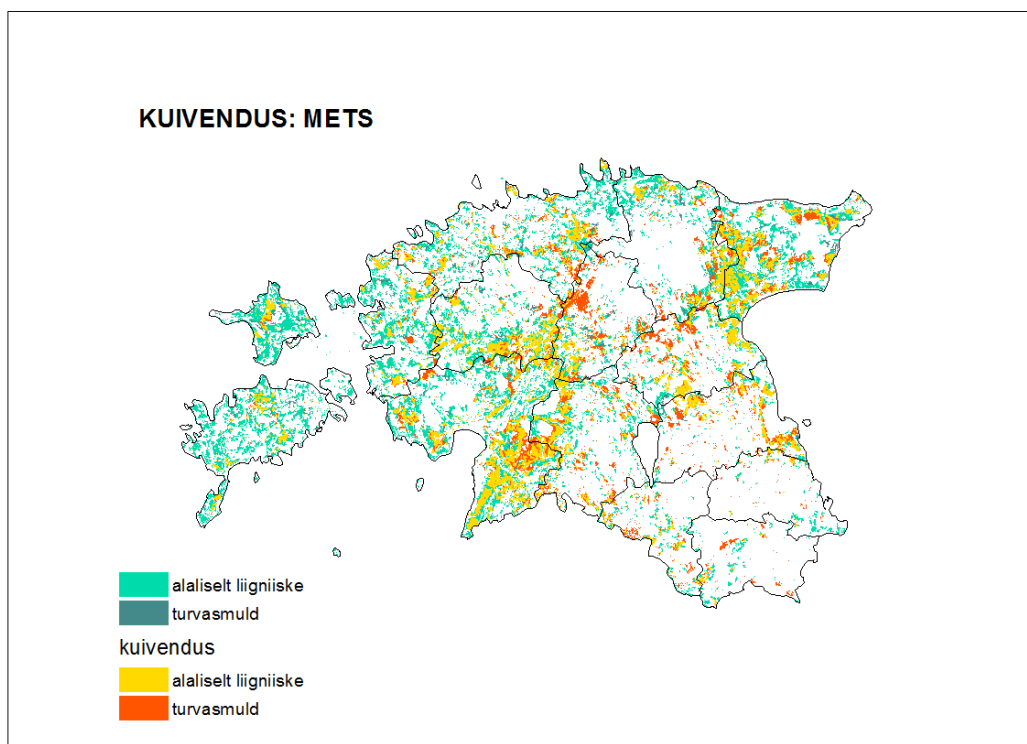 KUIVENDUS: METS
alaliselt liigniiske
turvasmuld
kuivendus
alaliselt liigniiske
turvasmuld